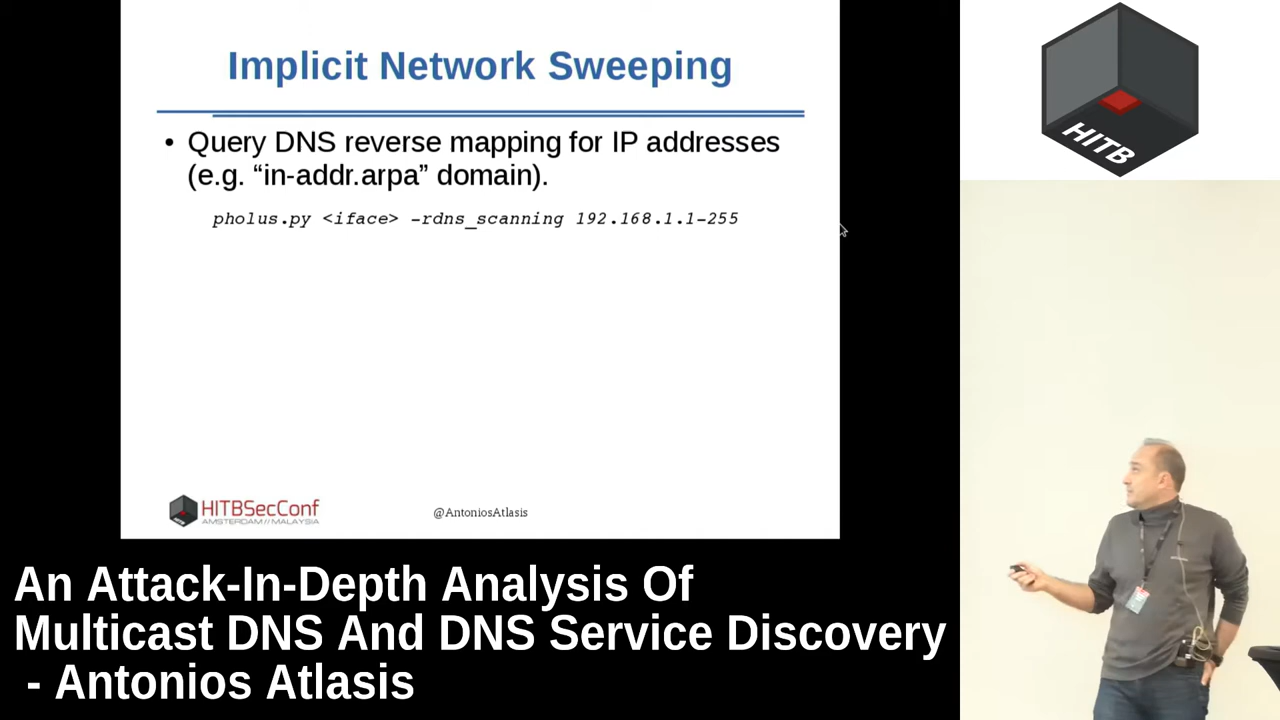 Implicit Network Sweeping
• Query DNS reverse mapping for IP addresses
(e.g. “in-addr.arpa” domain).
pholus.py <iface> -rdns_scanning 192.168.1.1-255
HITBSecConf
AMSTERDAM // MALAYSIA
HITB
@AntoniosAtlasis
HITB
An Attack-In-Depth Analysis Of
Multicast DNS And DNS Service Discovery
- Antonios Atlasis